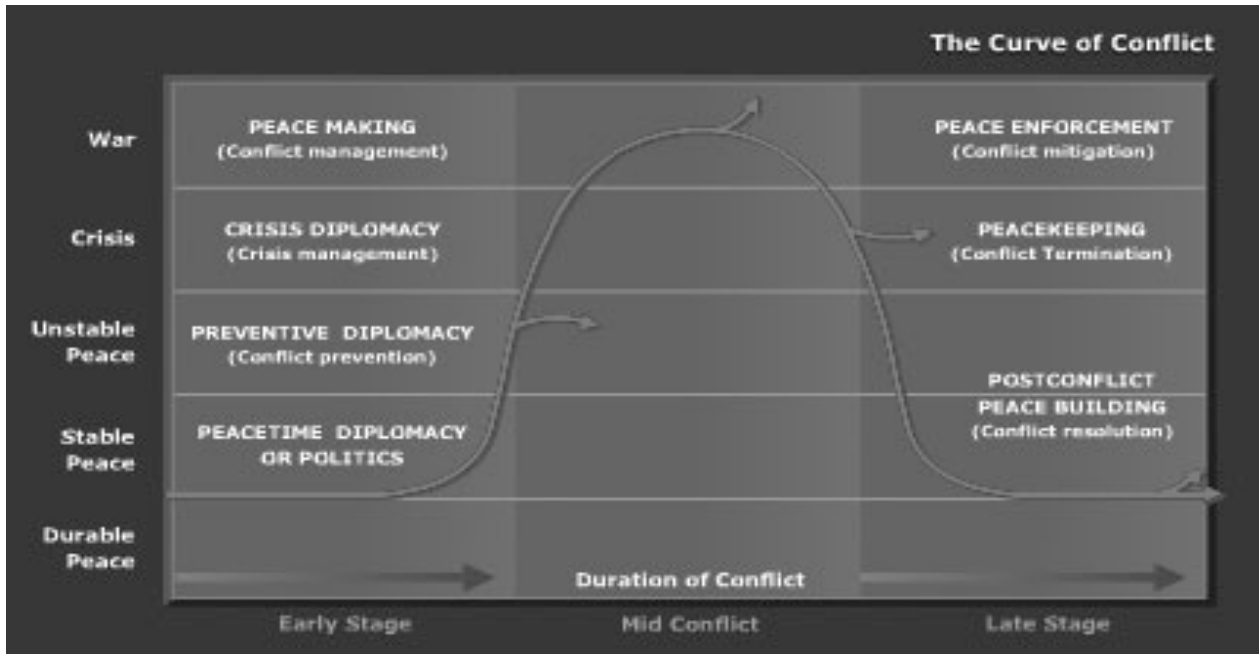 The Curve of Conflict
War
PEACE MAKING
(Conflict management)
PEACE ENFORCEMENT
(Conflict mitigation)
Crisis
CRISIS DIPLOMACY
(Crisis management)
PEACEKEEPING
(Conflict Termination)
Unstable
Peace
PREVENTIVE DIPLOMACY
(Conflict prevention)
POSTCONFLICT
PEACE BUILDING
(Conflict resolution)
Stable
Peace
PEACETIME DIPLOMACY
OR POLITICS
Durable
Peace
Duration of Conflict
Early Stage
Mid Conflict
Late Stage